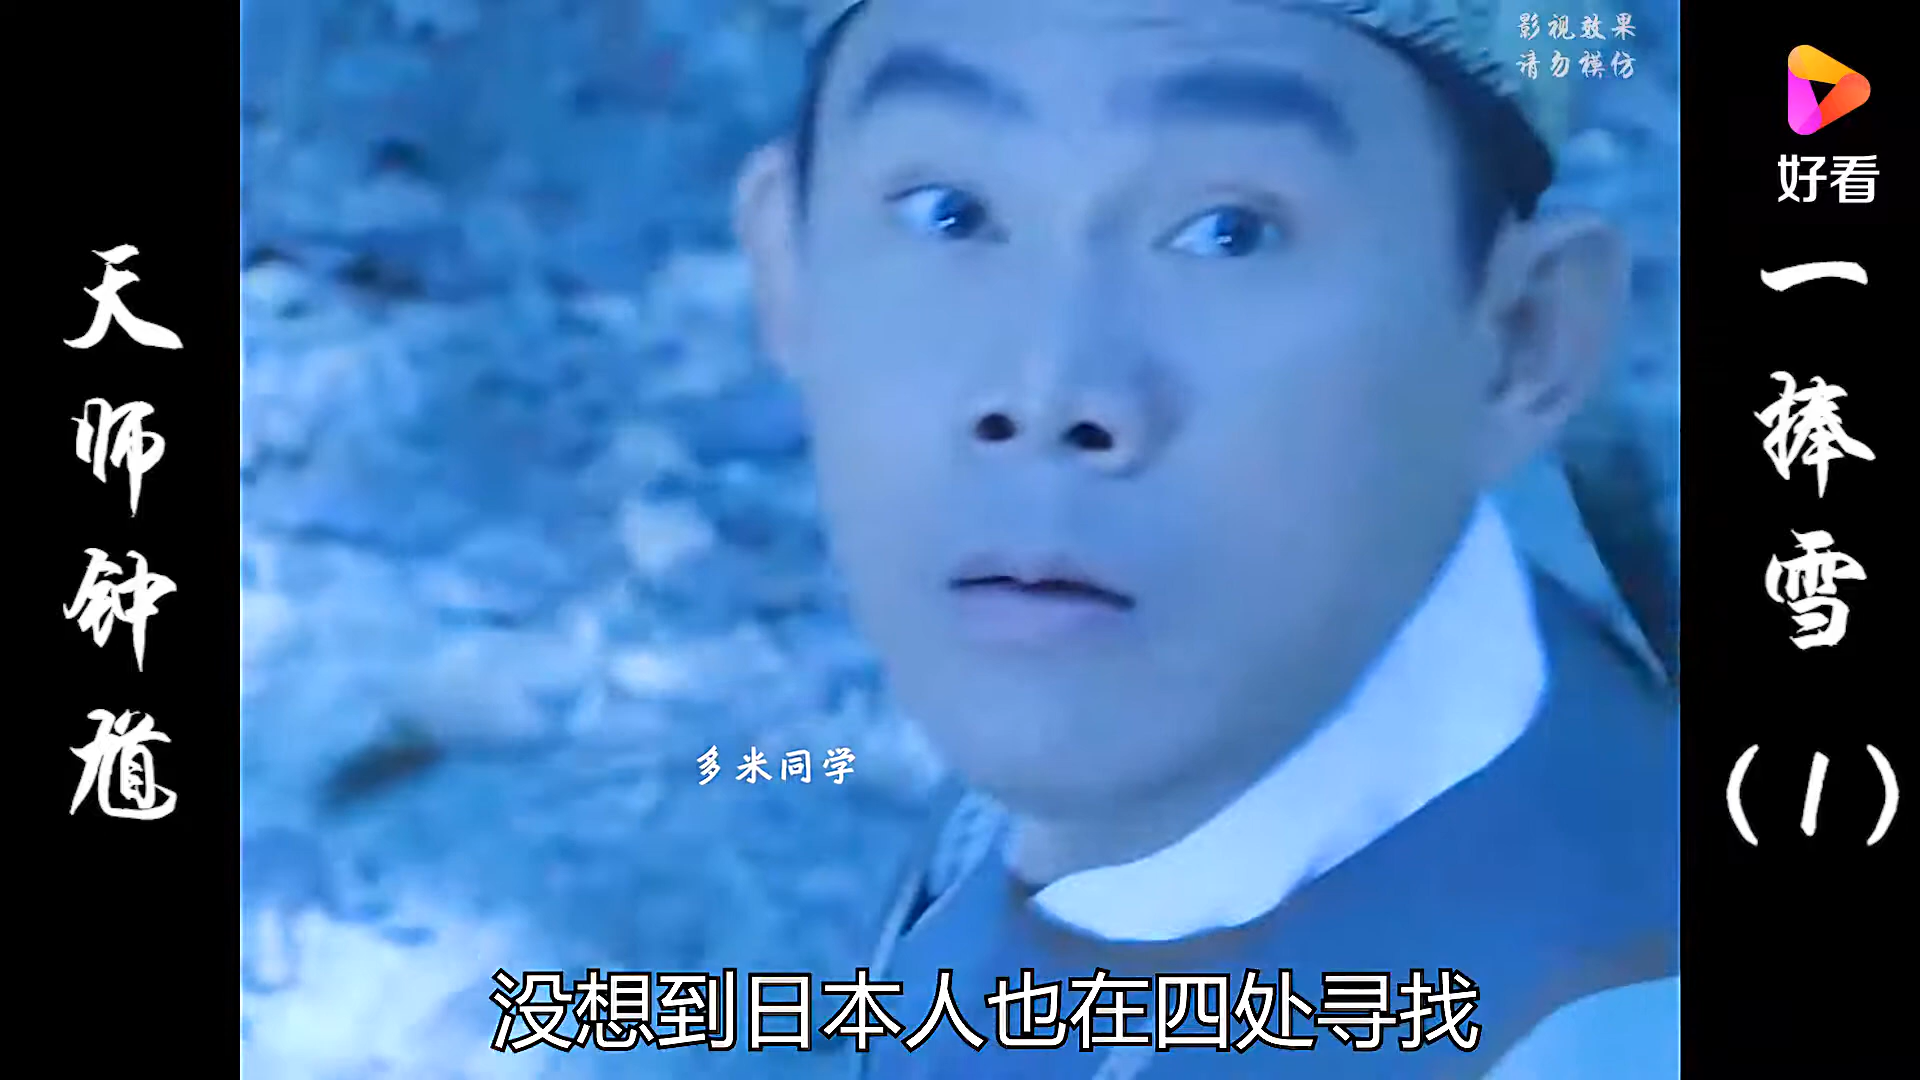 影视效果
请勿模仿
好看
天师钟馗
一捧雪(1)
多米同学
没想到日本人也在四处寻找